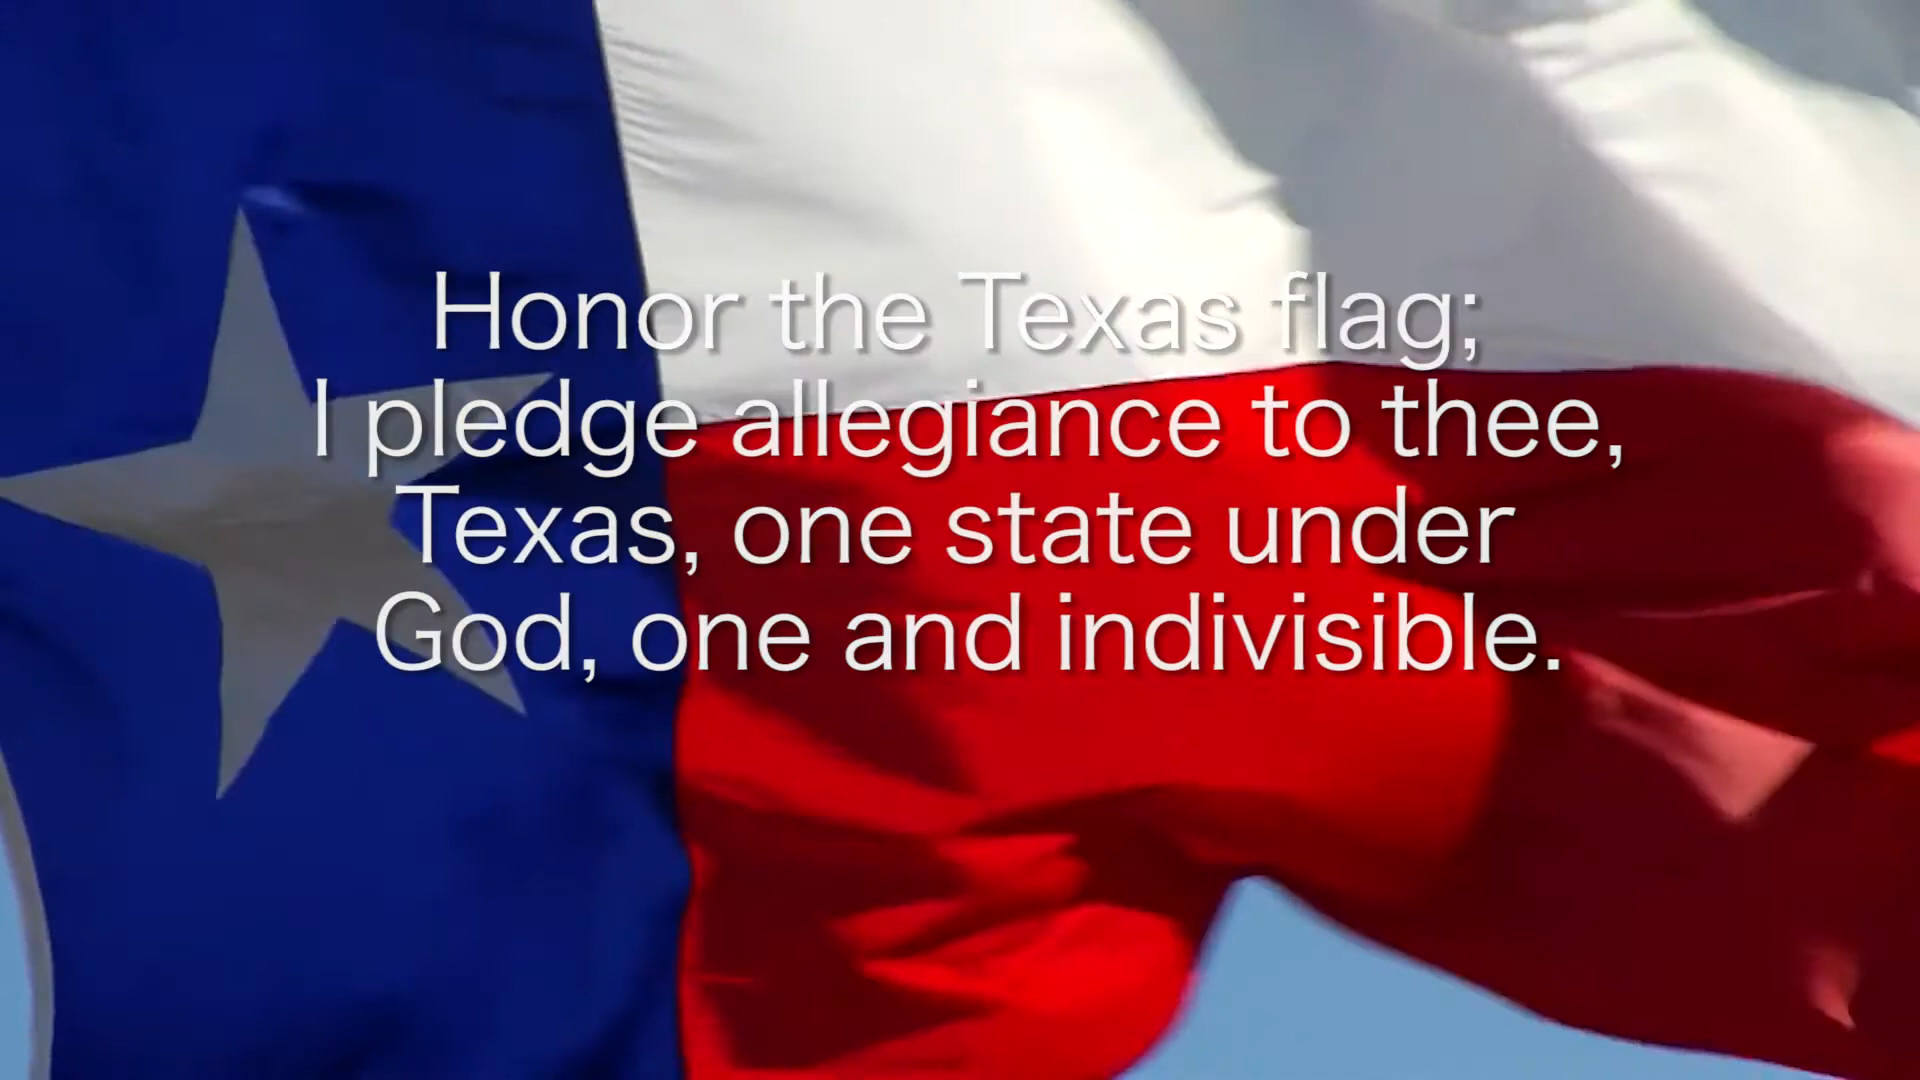 Honor the Texas flag;
I pledge allegiance to thee,
Texas, one state under
God, one and indivisible.